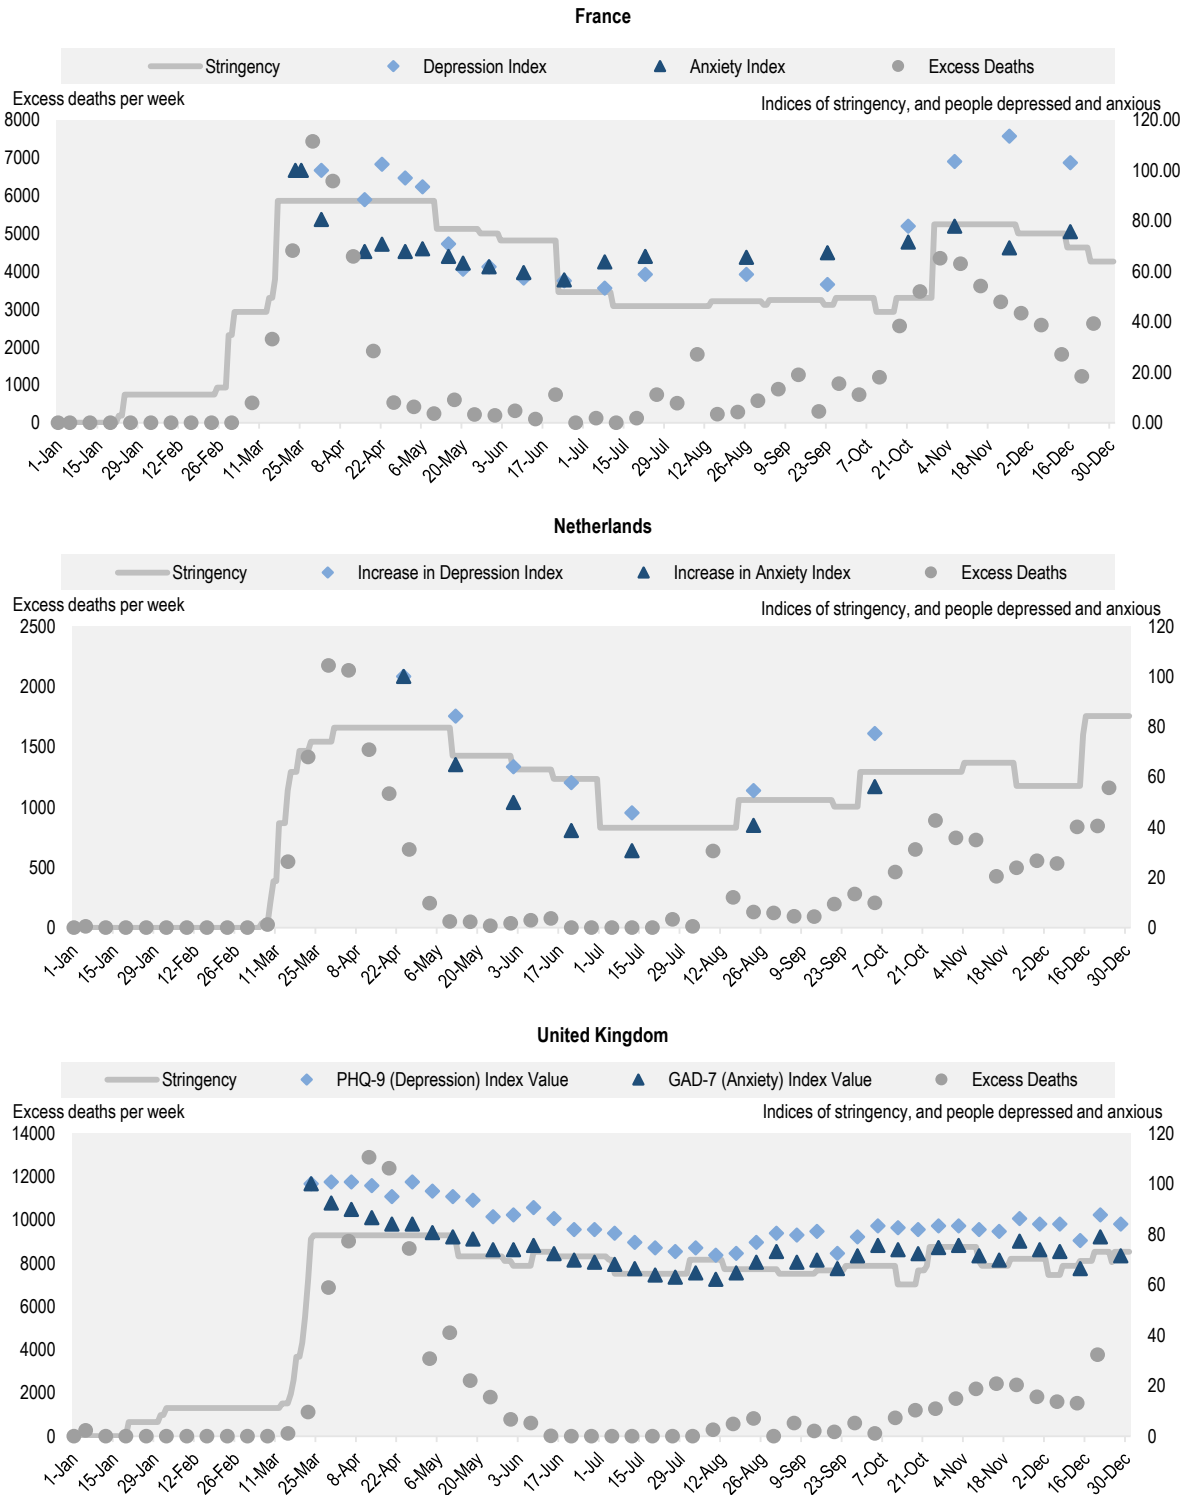 France
Stringency Depression Index Anxiety Index Excess Deaths
Excess deaths per week Indices of stringency, and people depressed and anxious
8000 120.00
7000 100.00
6000 80.00
5000 60.00
4000 40.00
3000 20.00
2000 0.00
1000
0
1-Jan 15-Jan 29-Jan 12-Feb 26-Feb 11-Mar 25-Mar 8-Apr 22-Apr 6-May 20-May 3-Jun 17-Jun 1-Jul 15-Jul 29-Jul 12-Aug 26-Aug 9-Sep 23-Sep 7-Oct 21-Oct 4-Nov 18-Nov 2-Dec 16-Dec 30-Dec
Netherlands
Stringency Increase in Depression Index Increase in Anxiety Index Excess Deaths
Excess deaths per week Indices of stringency, and people depressed and anxious
2500 120
2000 100
1500 80
1000 60
500 40
0 20
0
1-Jan 15-Jan 29-Jan 12-Feb 26-Feb 11-Mar 25-Mar 8-Apr 22-Apr 6-May 20-May 3-Jun 17-Jun 1-Jul 15-Jul 29-Jul 12-Aug 26-Aug 9-Sep 23-Sep 7-Oct 21-Oct 4-Nov 18-Nov 2-Dec 16-Dec 30-Dec
United Kingdom
Stringency PHQ-9 (Depression) Index Value GAD-7 (Anxiety) Index Value Excess Deaths
Excess deaths per week Indices of stringency, and people depressed and anxious
14000 120
12000 100
10000 80
8000 60
6000 40
4000 20
2000 0
0
1-Jan 15-Jan 29-Jan 12-Feb 26-Feb 11-Mar 25-Mar 8-Apr 22-Apr 6-May 20-May 3-Jun 17-Jun 1-Jul 15-Jul 29-Jul 12-Aug 26-Aug 9-Sep 23-Sep 7-Oct 21-Oct 4-Nov 18-Nov 2-Dec 16-Dec 30-Dec